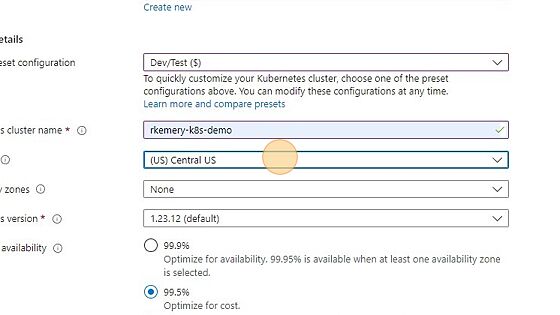 Create new
etails
eset configuration
Dev/Test ($)
To quickly customize your Kubernetes cluster, choose one of the preset
configurations above. You can modify these configurations at any time.
Learn more and compare presets
s cluster name *
rkemery-k8s-demo
(US) Central US
y zones
None
s version *
1.23.12 (default)
availability
99.9%
Optimize for availability. 99.95% is available when at least one availability zone
is selected.
99.5%
Optimize for cost.